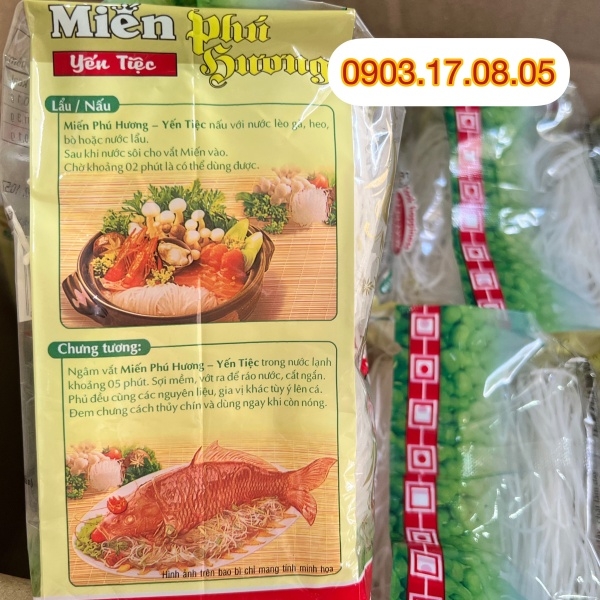 Miến Phú Hương
Yến Tiệc
0903.17.08.05
Lẩu / Nấu
Miến Phú Hương – Yến Tiệc nấu với nước lèo gà, heo,
bò hoặc nước lẩu.
Sau khi nước sôi cho vắt Miến vào.
Chờ khoảng 02 phút là có thể dùng được.
Chưng tương:
Ngâm vắt Miến Phú Hương – Yến Tiệc trong nước lạnh
khoảng 05 phút. Sợi mềm, vớt ra để ráo nước, cắt ngắn.
Phủ đều cùng các nguyên liệu, gia vị khác tùy ý lên cá.
Đem chưng cách thủy chín và dùng ngay khi còn nóng.
Hình ảnh trên bao bì chỉ mang tính minh họa